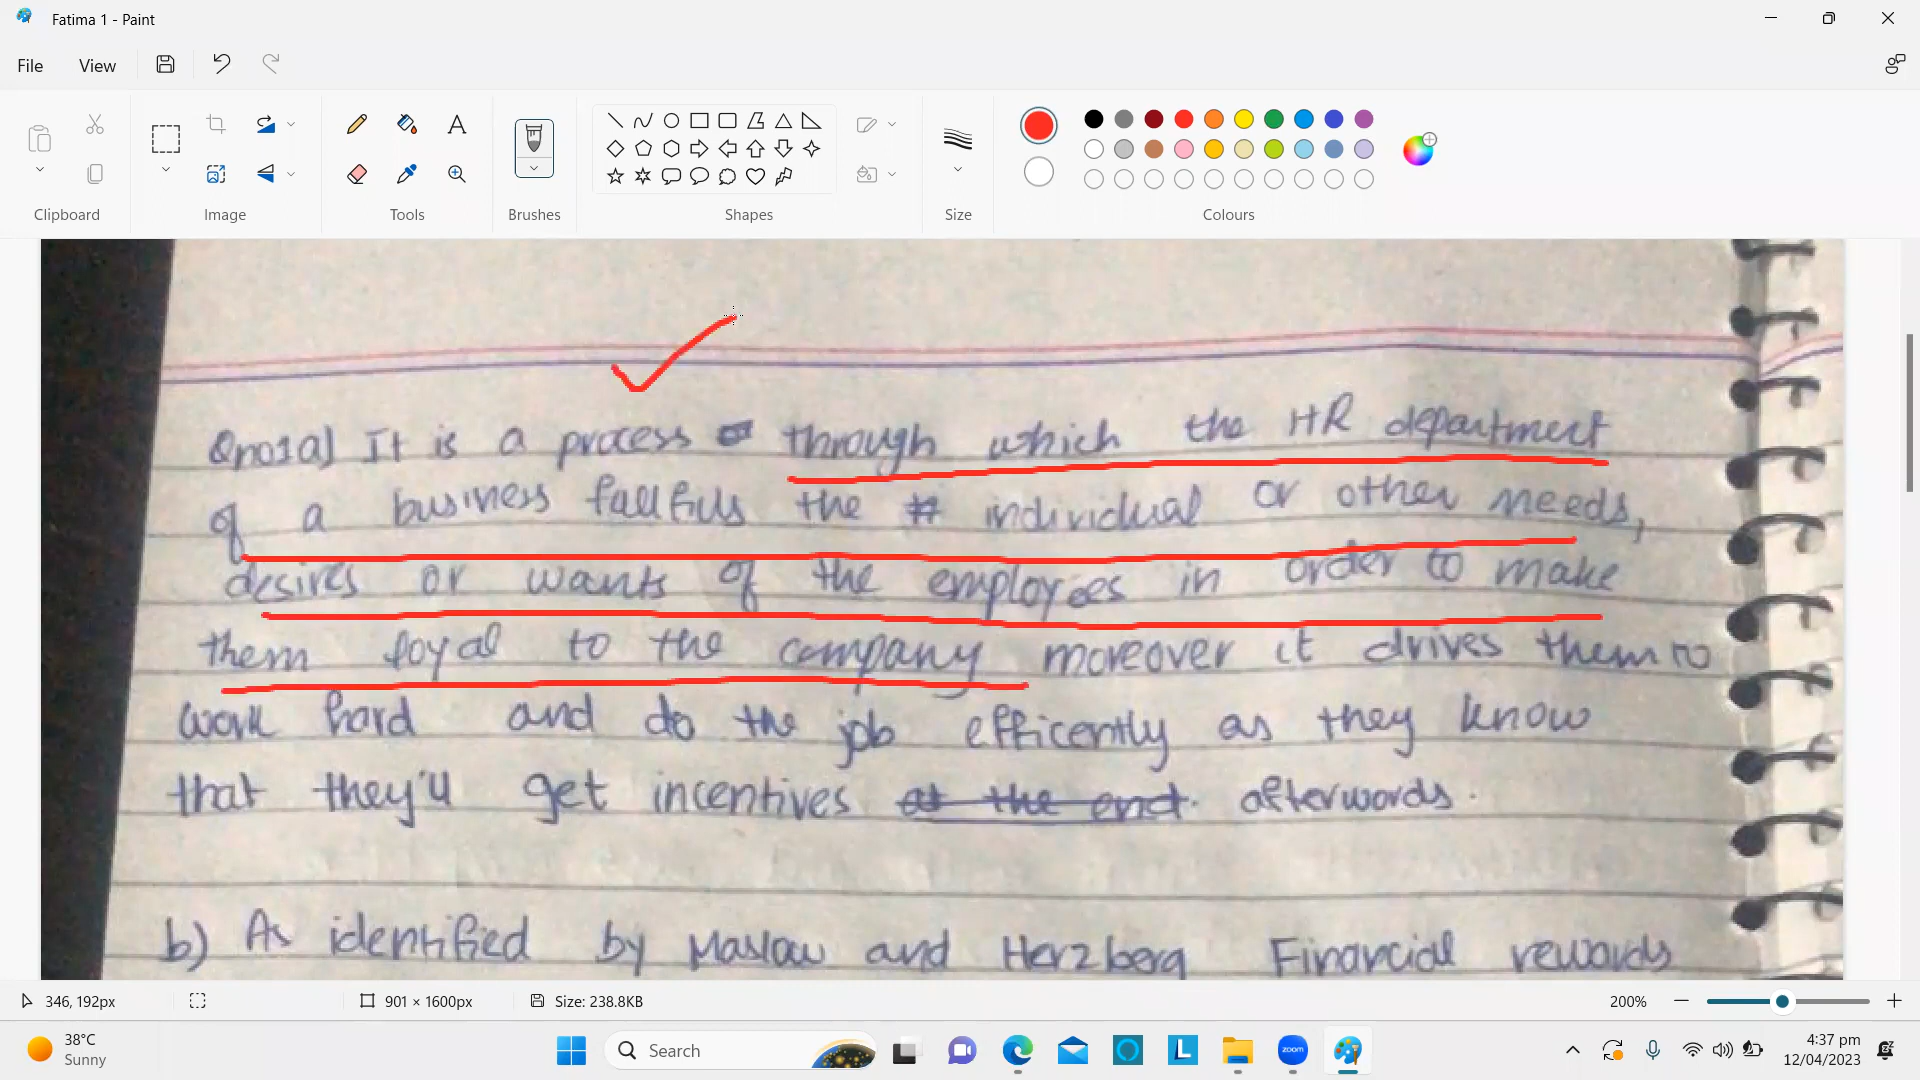 Fatima 1 - Paint
File View
Clipboard Image Tools Brushes Shapes Size Colours
Qno1a) It is a process through which the HR department
of a business fullfills the individual or other needs,
desires or wants of the employees in order to make
them loyal to the company moreover it drives them to
work hard and do the job efficently as they know
that they'll get incentives at the end. afterwords.
b) As identified by Maslow and Herzberg Financial rewards
346, 192px 901 × 1600px Size: 238.8KB 200%
38°C
Sunny
Search
zoom
4:37 pm
12/04/2023